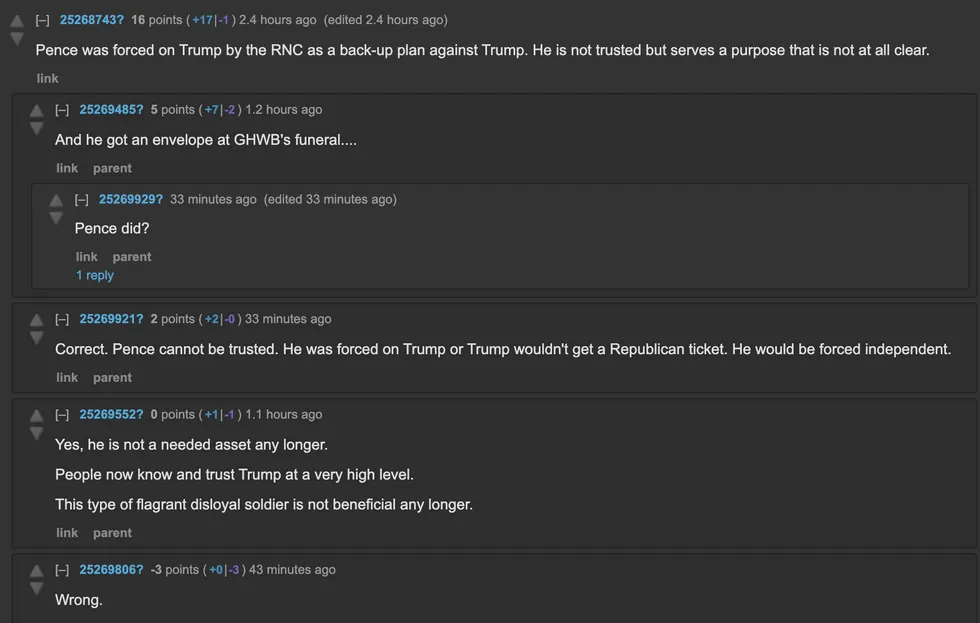 [–] 25268743? 16 points (+17|-1) 2.4 hours ago (edited 2.4 hours ago)
Pence was forced on Trump by the RNC as a back-up plan against Trump. He is not trusted but serves a purpose that is not at all clear.
link
[–] 25269485? 5 points (+7|-2) 1.2 hours ago
And he got an envelope at GHWB's funeral....
link parent
[–] 25269929? 33 minutes ago (edited 33 minutes ago)
Pence did?
link parent
1 reply
[–] 25269921? 2 points (+2|-0) 33 minutes ago
Correct. Pence cannot be trusted. He was forced on Trump or Trump wouldn't get a Republican ticket. He would be forced independent.
link parent
[–] 25269552? 0 points (+1|-1) 1.1 hours ago
Yes, he is not a needed asset any longer.
People now know and trust Trump at a very high level.
This type of flagrant disloyal soldier is not beneficial any longer.
link parent
[–] 25269806? -3 points (+0|-3) 43 minutes ago
Wrong.